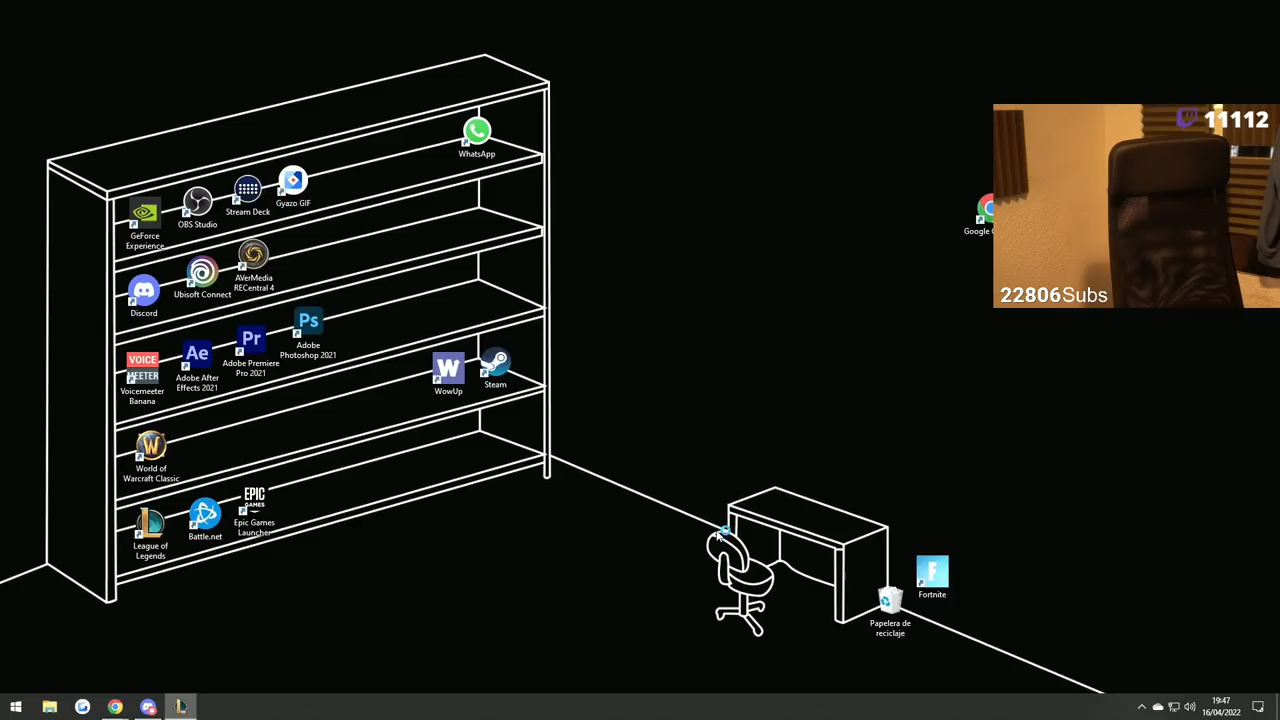 WhatsApp
GeForce
Experience
OBS Studio
Stream Deck
Gyazo GIF
Google C
11112
22806Subs
Discord
Ubisoft Connect
AVerMedia
RECentral 4
VOICE
MEETER
Voicemeeter
Banana
Ae
Adobe After
Effects 2021
Pr
Adobe Premiere
Pro 2021
Ps
Adobe
Photoshop 2021
W
WowUp
Steam
W
World of
Warcraft Classic
L
League of
Legends
Battle.net
EPIC
GAMES
Epic Games
Launcher
F
Fortnite
Papelera de
reciclaje
19:47
16/04/2022